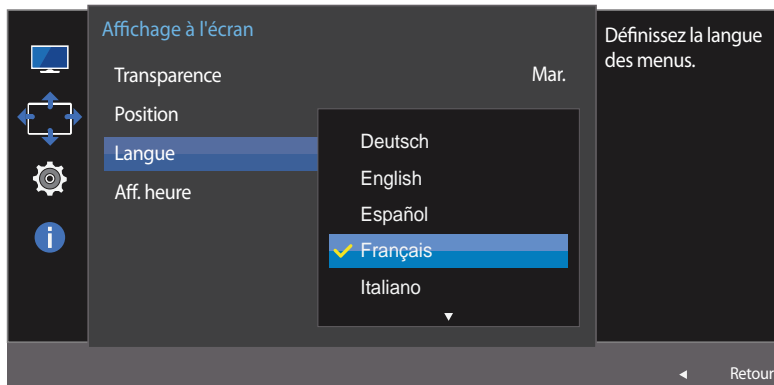 Affichage à l'écran
Transparence
Mar.
Position
Langue
Aff. heure
Deutsch
English
Español
Français
Italiano
Définissez la langue
des menus.
Retour